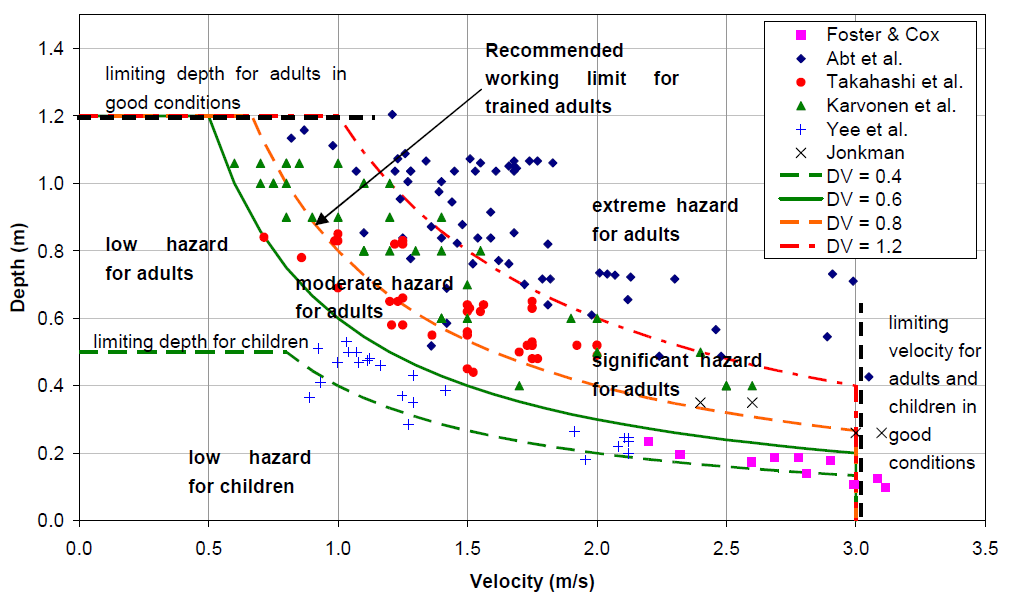 1.4
1.2
1.0
0.8
0.6
0.4
0.2
0.0
Depth (m)
0.0 0.5 1.0 1.5 2.0 2.5 3.0 3.5
Velocity (m/s)
limiting depth for adults in
good conditions
Recommended
working limit for
trained adults
Foster & Cox
Abt et al.
Takahashi et al.
Karvonen et al.
Yee et al.
Jonkman
DV = 0.4
DV = 0.6
DV = 0.8
DV = 1.2
low hazard
for adults
extreme hazard
for adults
moderate hazard
for adults
limiting depth for children
significant hazard
for adults
limiting
velocity for
adults and
children in
good
conditions
low hazard
for children